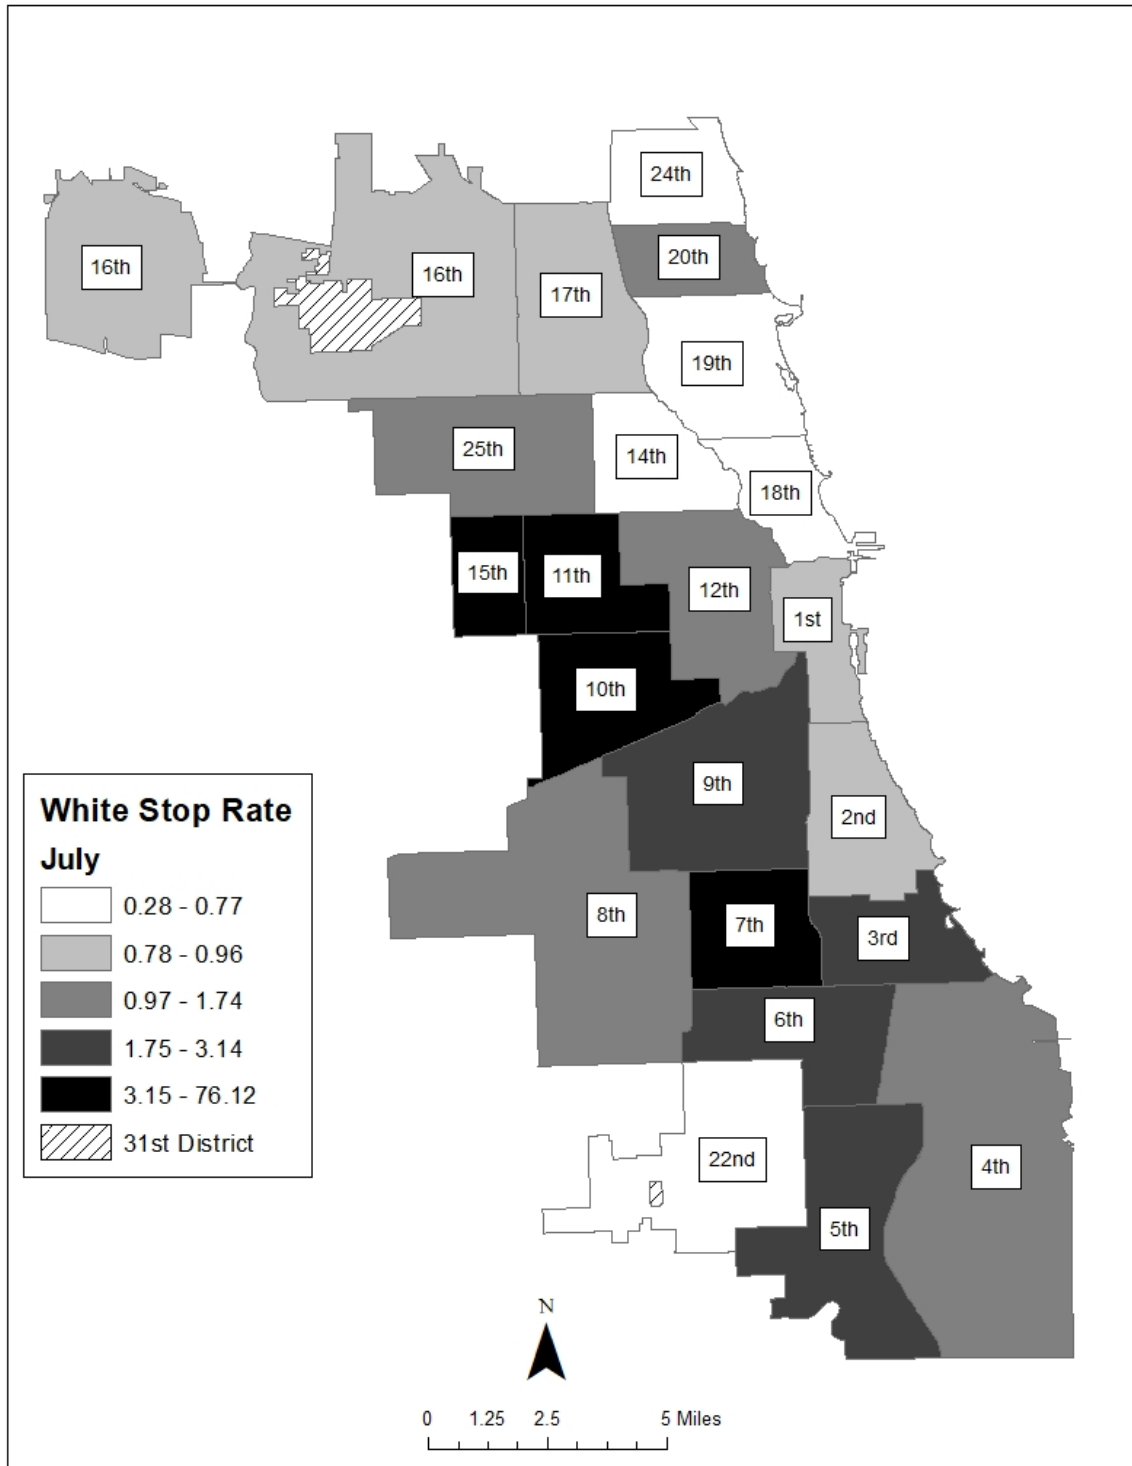 24th
20th
16th
16th
17th
19th
25th
14th
18th
15th
11th
12th
1st
10th
9th
2nd
8th
7th
3rd
6th
22nd
4th
5th
White Stop Rate
July
0.28 - 0.77
0.78 - 0.96
0.97 - 1.74
1.75 - 3.14
3.15 - 76.12
31st District
N
0 1.25 2.5 5 Miles